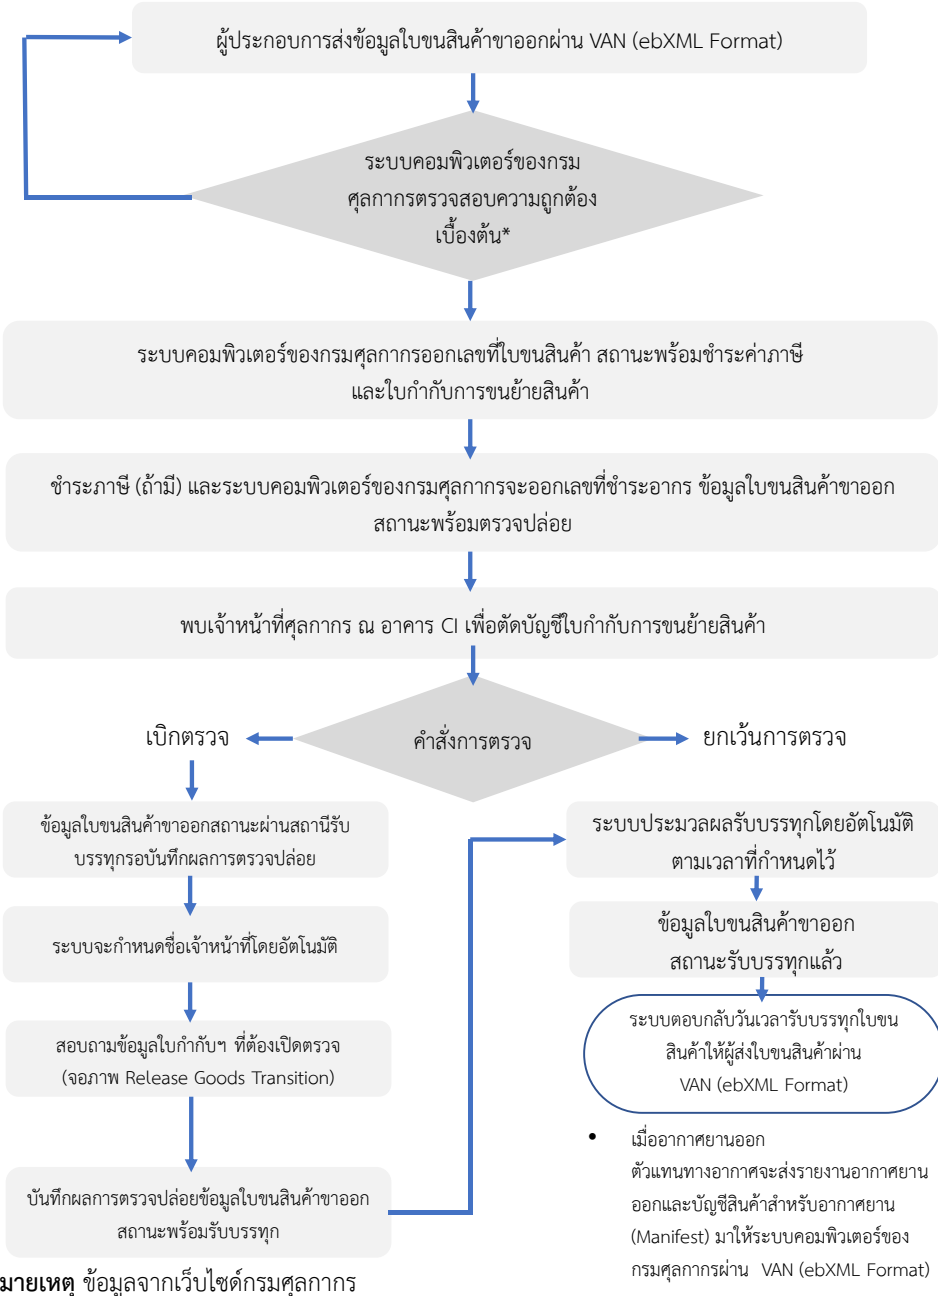 ผู้ประกอบการส่งข้อมูลใบขนสินค้าขาออกผ่าน VAN (ebXML Format)
ระบบคอมพิวเตอร์ของกรม
ศุลกากรตรวจสอบความถูกต้อง
เบื้องต้น*
ระบบคอมพิวเตอร์ของกรมศุลกากรออกเลขที่ใบขนสินค้า สถานะพร้อมชำระค่าภาษี
และใบกำกับการขนย้ายสินค้า
ชำระภาษี (ถ้ามี) และระบบคอมพิวเตอร์ของกรมศุลกากรจะออกเลขที่ชำระอากร ข้อมูลใบขนสินค้าขาออก
สถานะพร้อมตรวจปล่อย
พบเจ้าหน้าที่ศุลกากร ณ อาคาร CI เพื่อตัดบัญชีใบกำกับการขนย้ายสินค้า
คำสั่งการตรวจ
เบิกตรวจ
ยกเว้นการตรวจ
ข้อมูลใบขนสินค้าขาออกสถานะผ่านสถานีรับ
บรรทุกรอบันทึกผลการตรวจปล่อย
ระบบจะกำหนดชื่อเจ้าหน้าที่โดยอัตโนมัติ
สอบถามข้อมูลใบกำกับฯ ที่ต้องเปิดตรวจ
(จอภาพ Release Goods Transition)
บันทึกผลการตรวจปล่อยข้อมูลใบขนสินค้าขาออก
สถานะพร้อมรับบรรทุก
ระบบประมวลผลรับบรรทุกโดยอัตโนมัติ
ตามเวลาที่กำหนดไว้
ข้อมูลใบขนสินค้าขาออก
สถานะรับบรรทุกแล้ว
ระบบตอบกลับวันเวลารับบรรทุกใบขน
สินค้าให้ผู้ส่งใบขนสินค้าผ่าน
VAN (ebXML Format)
• เมื่ออากาศยานออก
ตัวแทนทางอากาศจะส่งรายงานอากาศยาน
ออกและบัญชีสินค้าสำหรับอากาศยาน
(Manifest) มาให้ระบบคอมพิวเตอร์ของ
กรมศุลกากรผ่าน VAN (ebXML Format)
มายเหตุ ข้อมูลจากเว็บไซด์กรมศุลกากร